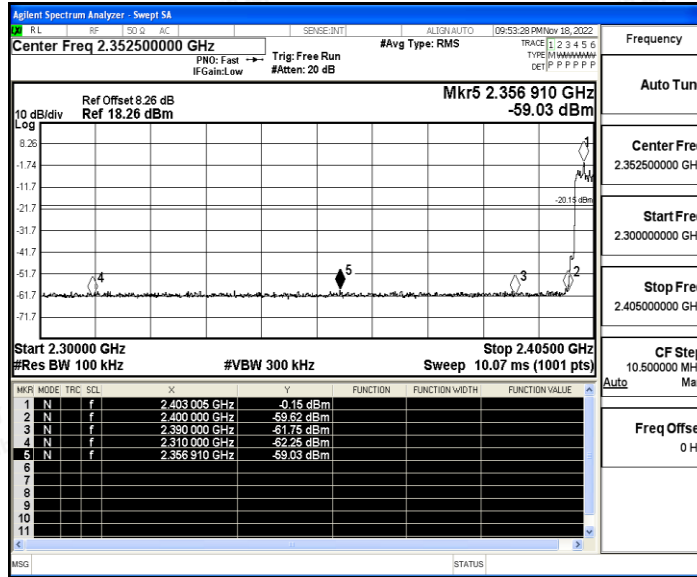 Agilent Spectrum Analyzer - Swept SA
LXI RL RF 50 Ω AC SENSE:INT ALIGN AUTO 09:53:28 PM Nov 18, 2022
Center Freq 2.352500000 GHz #Avg Type: RMS TRACE 1 2 3 4 5 6
PNO: Fast Trig: Free Run TYPE M WWWWW
IFGain:Low #Atten: 20 dB DET P P P P P P
Frequency
Auto Tun
Mkr5 2.356 910 GHz
-59.03 dBm
Ref Offset 8.26 dB
10 dB/div Ref 18.26 dBm
Log
8.26
-1.74
-11.7
-21.7
-31.7
-41.7
-51.7
-61.7
-71.7
1
-20.15 dBm
4
5
3
2
Start 2.30000 GHz Stop 2.40500 GHz
#Res BW 100 kHz #VBW 300 kHz Sweep 10.07 ms (1001 pts)
Center Fre
2.352500000 GH
Start Fre
2.300000000 GH
Stop Fre
2.405000000 GH
CF Ste
10.500000 MH
Auto Ma
Freq Offse
0 H
MKR MODE TRC SCL X Y FUNCTION FUNCTION WIDTH FUNCTION VALUE
1 N f 2.403 005 GHz -0.15 dBm
2 N f 2.400 000 GHz -59.62 dBm
3 N f 2.390 000 GHz -61.75 dBm
4 N f 2.310 000 GHz -62.25 dBm
5 N f 2.356 910 GHz -59.03 dBm
6
7
8
9
10
11
MSG STATUS